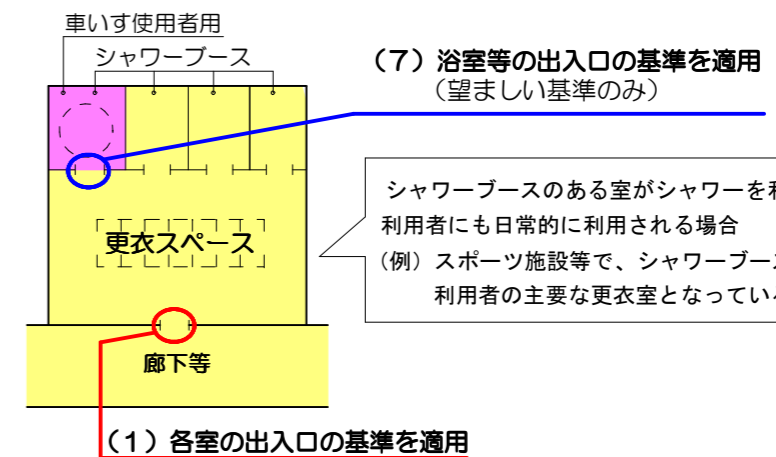 車いす使用者用
シャワーブース
（７）浴室等の出入口の基準を適用
（望ましい基準のみ）
シャワーブースのある室がシャワーを
利用者にも日常的に利用される場合
（例）スポーツ施設等で、シャワーブー
利用者の主要な更衣室となってい
更衣スペース
廊下等
（１）各室の出入口の基準を適用